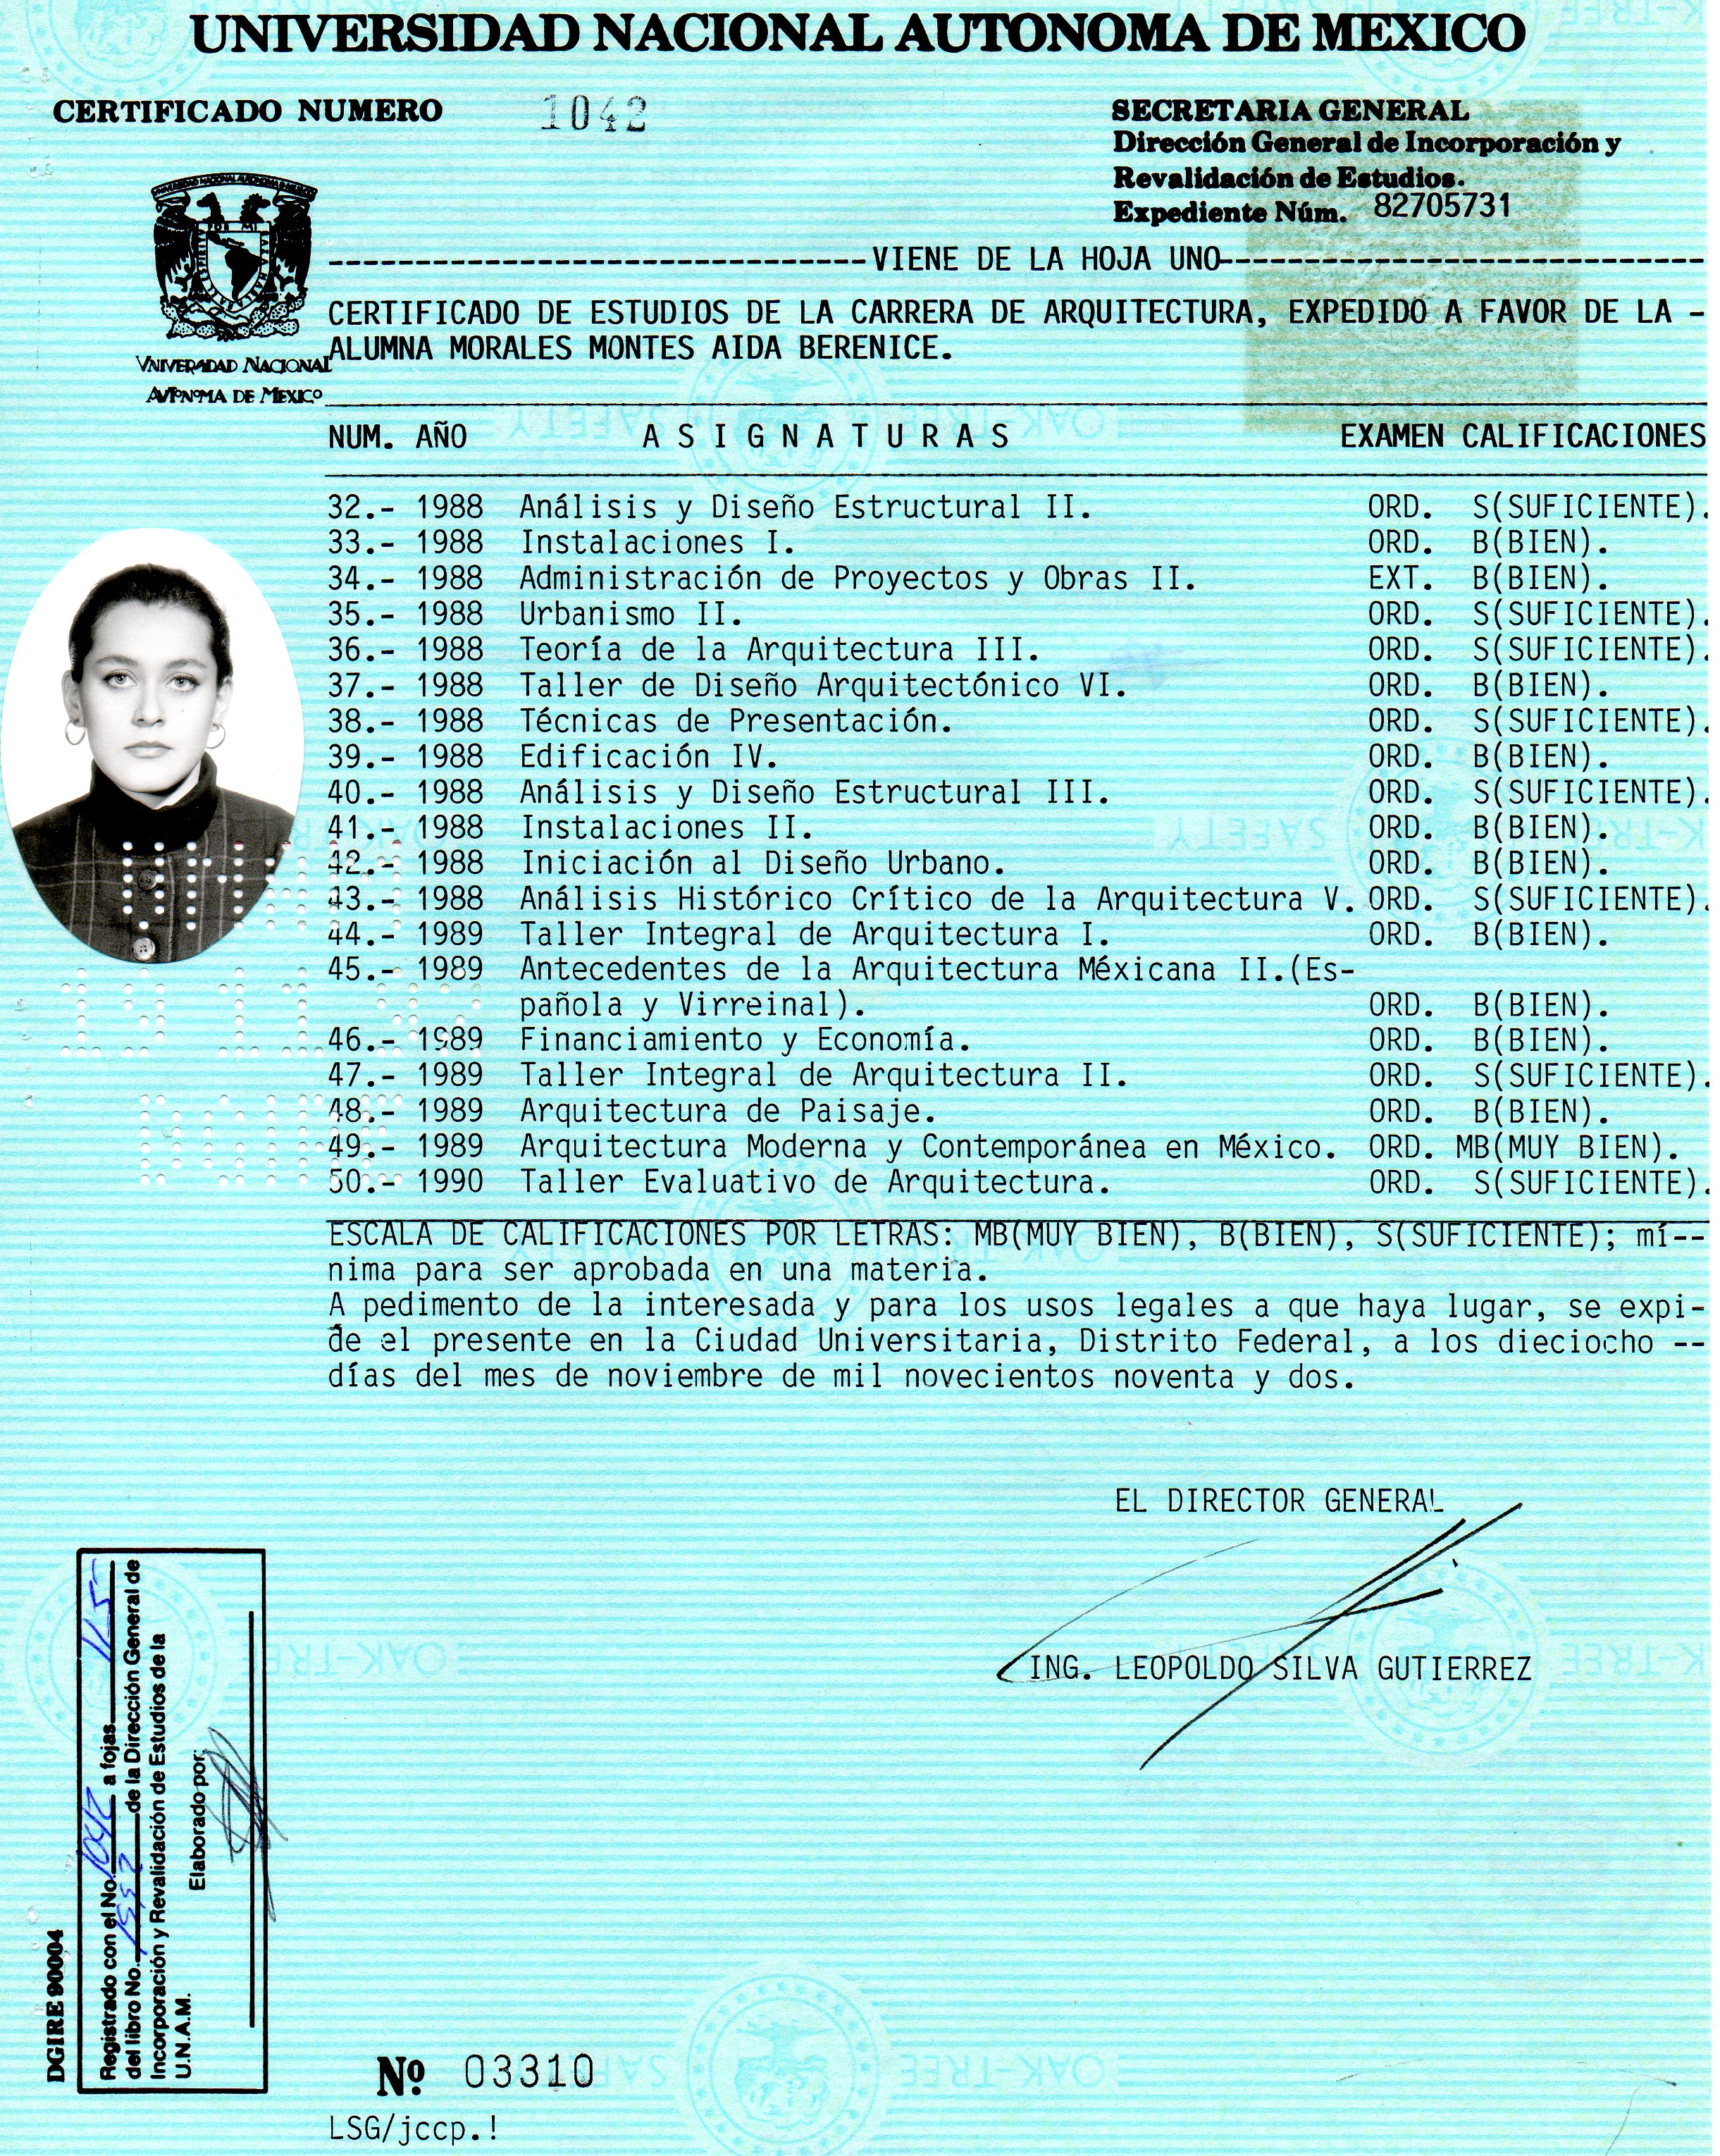 UNIVERSIDAD NACIONAL AUTONOMA DE MEXICO
CERTIFICADO NUMERO 1042
SECRETARIA GENERAL
Dirección General de Incorporación y
Revalidación de Estudios.
Expediente Núm. 82705731
VNIVERSIDAD NACIONAL
AVTONOMA DE MEXICO
------------------------------VIENE DE LA HOJA UNO---------------------------
CERTIFICADO DE ESTUDIOS DE LA CARRERA DE ARQUITECTURA, EXPEDIDO A FAVOR DE LA -
ALUMNA MORALES MONTES AIDA BERENICE.
NUM. AÑO A S I G N A T U R A S EXAMEN CALIFICACIONES
32.- 1988 Análisis y Diseño Estructural II. ORD. S(SUFICIENTE).
33.- 1988 Instalaciones I. ORD. B(BIEN).
34.- 1988 Administración de Proyectos y Obras II. EXT. B(BIEN).
35.- 1988 Urbanismo II. ORD. S(SUFICIENTE).
36.- 1988 Teoría de la Arquitectura III. ORD. S(SUFICIENTE).
37.- 1988 Taller de Diseño Arquitectónico VI. ORD. B(BIEN).
38.- 1988 Técnicas de Presentación. ORD. S(SUFICIENTE).
39.- 1988 Edificación IV. ORD. B(BIEN).
40.- 1988 Análisis y Diseño Estructural III. ORD. S(SUFICIENTE).
41.- 1988 Instalaciones II. ORD. B(BIEN).
42.- 1988 Iniciación al Diseño Urbano. ORD. B(BIEN).
43.- 1988 Análisis Histórico Crítico de la Arquitectura V. ORD. S(SUFICIENTE).
44.- 1989 Taller Integral de Arquitectura I. ORD. B(BIEN).
45.- 1989 Antecedentes de la Arquitectura Méxicana II.(Es-
pañola y Virreinal). ORD. B(BIEN).
46.- 1989 Financiamiento y Economía. ORD. B(BIEN).
47.- 1989 Taller Integral de Arquitectura II. ORD. S(SUFICIENTE).
48.- 1989 Arquitectura de Paisaje. ORD. B(BIEN).
49.- 1989 Arquitectura Moderna y Contemporánea en México. ORD. MB(MUY BIEN).
50.- 1990 Taller Evaluativo de Arquitectura. ORD. S(SUFICIENTE).
ESCALA DE CALIFICACIONES POR LETRAS: MB(MUY BIEN), B(BIEN), S(SUFICIENTE); mí--
nima para ser aprobada en una materia.
A pedimento de la interesada y para los usos legales a que haya lugar, se expi-
de el presente en la Ciudad Universitaria, Distrito Federal, a los dieciocho --
días del mes de noviembre de mil novecientos noventa y dos.
EL DIRECTOR GENERAL
ING. LEOPOLDO SILVA GUTIERREZ
DGIRE 90004
Registrado con el No. 1042 a fojas 115
del libro No. de la Dirección General de
Incorporación y Revalidación de Estudios de la
U.N.A.M.
Elaborado por:
Nº 03310
LSG/jccp.!